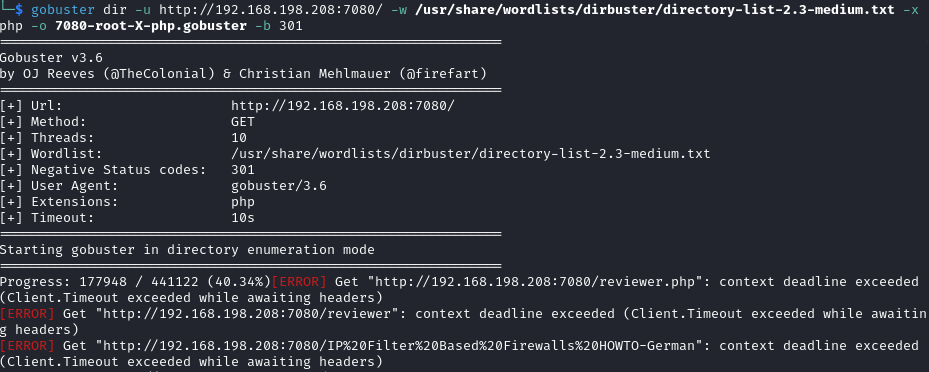 └─$ gobuster dir -u http://192.168.198.208:7080/ -w /usr/share/wordlists/dirbuster/directory-list-2.3-medium.txt -x
php -o 7080-root-X-php.gobuster -b 301
===============================================================
Gobuster v3.6
by OJ Reeves (@TheColonial) & Christian Mehlmauer (@firefart)
===============================================================
[+] Url:                     http://192.168.198.208:7080/
[+] Method:                  GET
[+] Threads:                 10
[+] Wordlist:                /usr/share/wordlists/dirbuster/directory-list-2.3-medium.txt
[+] Negative Status codes:   301
[+] User Agent:              gobuster/3.6
[+] Extensions:              php
[+] Timeout:                 10s
===============================================================
Starting gobuster in directory enumeration mode
===============================================================
Progress: 177948 / 441122 (40.34%)[ERROR] Get "http://192.168.198.208:7080/reviewer.php": context deadline exceeded
(Client.Timeout exceeded while awaiting headers)
[ERROR] Get "http://192.168.198.208:7080/reviewer": context deadline exceeded (Client.Timeout exceeded while awaitin
g headers)
[ERROR] Get "http://192.168.198.208:7080/IP%20Filter%20Based%20Firewalls%20HOWTO-German": context deadline exceeded
(Client.Timeout exceeded while awaiting headers)